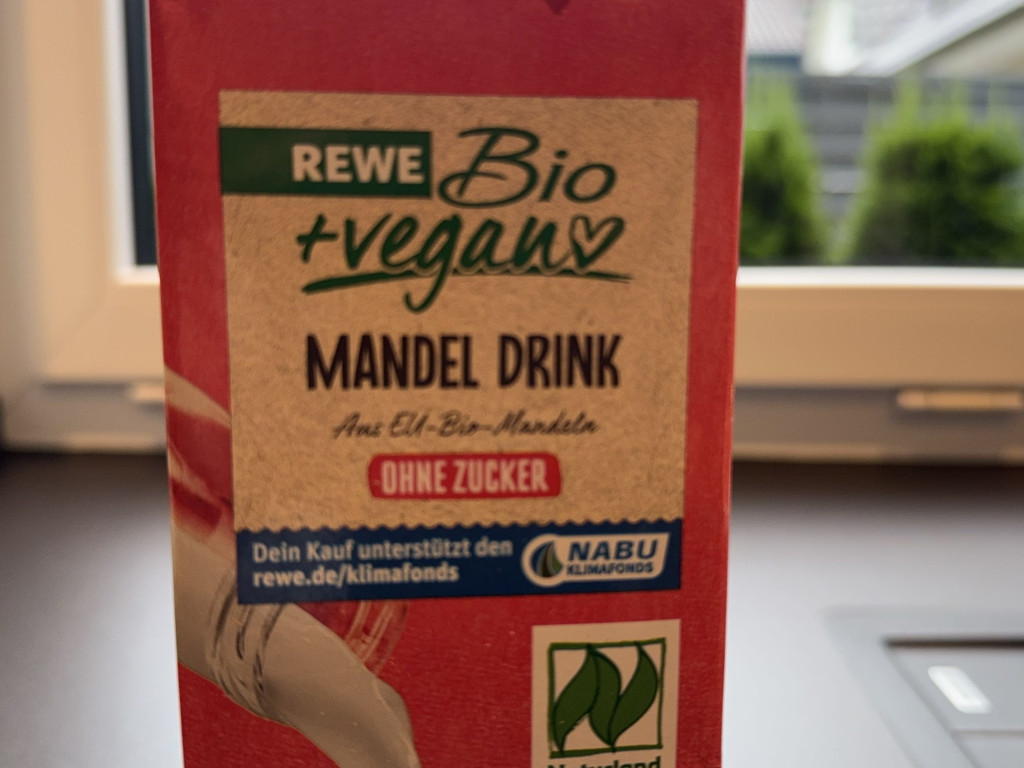 REWE Bio
+vegan
MANDEL DRINK
Aus EU-Bio-Mandeln
OHNE ZUCKER
Dein Kauf unterstützt den
rewe.de/klimafonds
NABU
KLIMAFONDS
Naturland